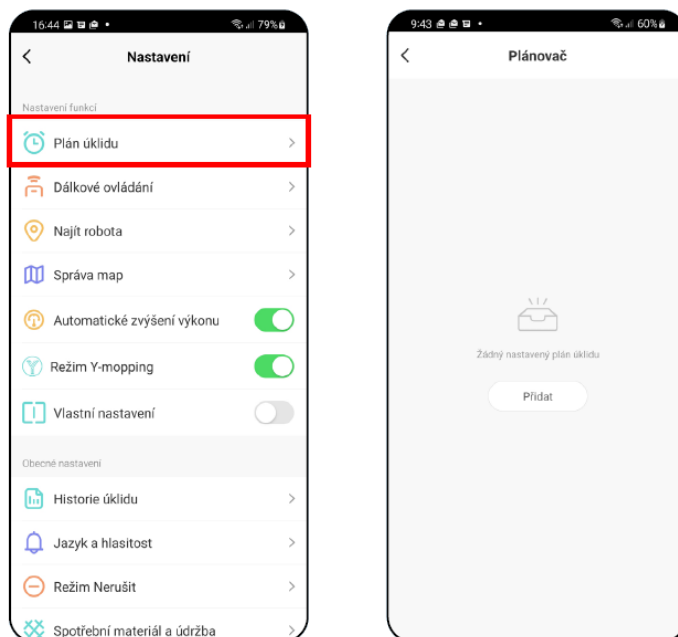 16:44 79%
Nastavení
Nastavení funkcí
Plán úklidu
Dálkové ovládání
Najít robota
Správa map
Automatické zvýšení výkonu
Režim Y-mopping
Vlastní nastavení
Obecné nastavení
Historie úklidu
Jazyk a hlasitost
Režim Nerušit
Spotřební materiál a údržba
9:43 60%
Plánovač
Žádný nastavený plán úklidu
Přidat